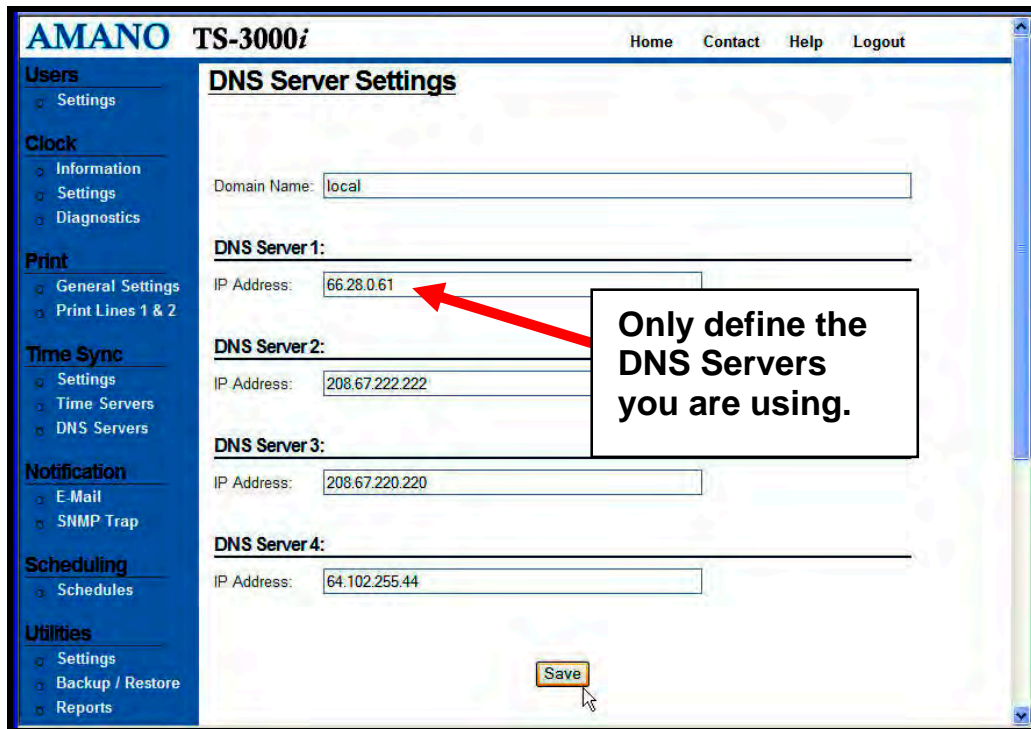 AMANO TS-3000i
Home Contact Help Logout
Users
Settings
Clock
Information
Settings
Diagnostics
Print
General Settings
Print Lines 1 & 2
Time Sync
Settings
Time Servers
DNS Servers
Notification
E-Mail
SNMP Trap
Scheduling
Schedules
Utilities
Settings
Backup / Restore
Reports
DNS Server Settings
Domain Name: local
DNS Server 1:
IP Address: 66.28.0.61
Only define the
DNS Servers
you are using.
DNS Server 2:
IP Address: 208.67.222.222
DNS Server 3:
IP Address: 208.67.220.220
DNS Server 4:
IP Address: 64.102.255.44
Save